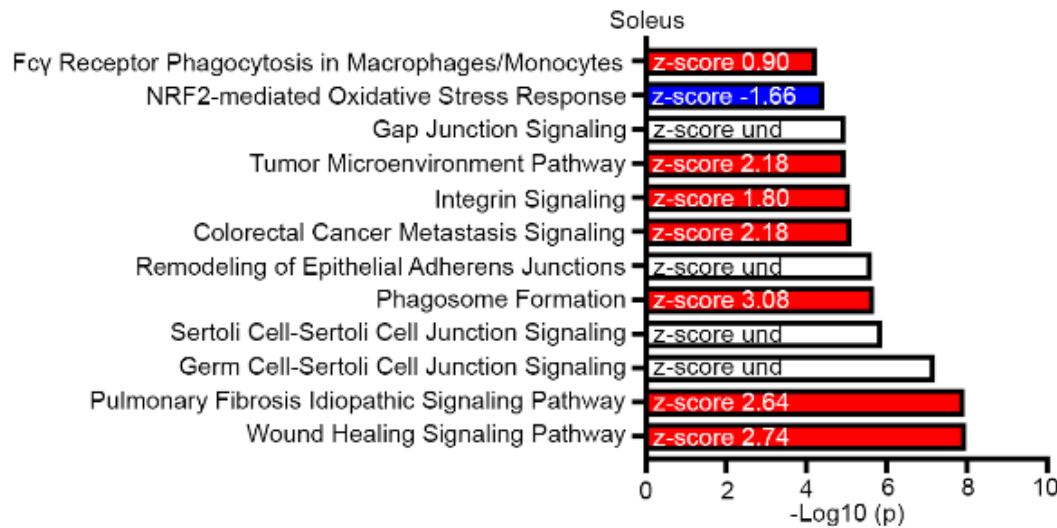 Soleus
Fcγ Receptor Phagocytosis in Macrophages/Monocytes z-score 0.90
NRF2-mediated Oxidative Stress Response z-score -1.66
Gap Junction Signaling z-score und
Tumor Microenvironment Pathway z-score 2.18
Integrin Signaling z-score 1.80
Colorectal Cancer Metastasis Signaling z-score 2.18
Remodeling of Epithelial Adherens Junctions z-score und
Phagosome Formation z-score 3.08
Sertoli Cell-Sertoli Cell Junction Signaling z-score und
Germ Cell-Sertoli Cell Junction Signaling z-score und
Pulmonary Fibrosis Idiopathic Signaling Pathway z-score 2.64
Wound Healing Signaling Pathway z-score 2.74
0 2 4 6 8 10
-Log10 (p)